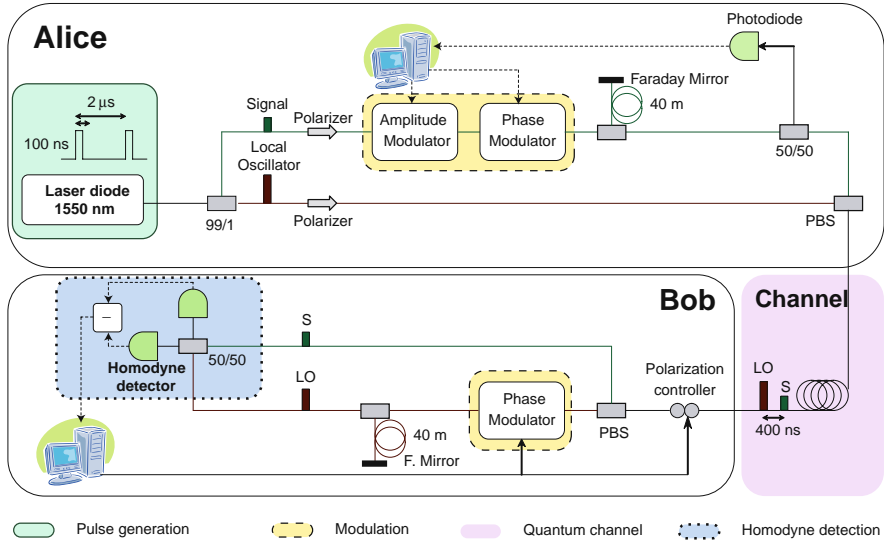 Alice
Photodiode
2 µs
100 ns
Signal
Polarizer
Local
Oscillator
Amplitude
Modulator
Phase
Modulator
Faraday Mirror
40 m
50/50
Laser diode
1550 nm
99/1
Polarizer
PBS
Bob
Channel
–
50/50
Homodyne
detector
S
LO
Phase
Modulator
Polarization
controller
PBS
LO
S
400 ns
40 m
F. Mirror
Pulse generation
Modulation
Quantum channel
Homodyne detection